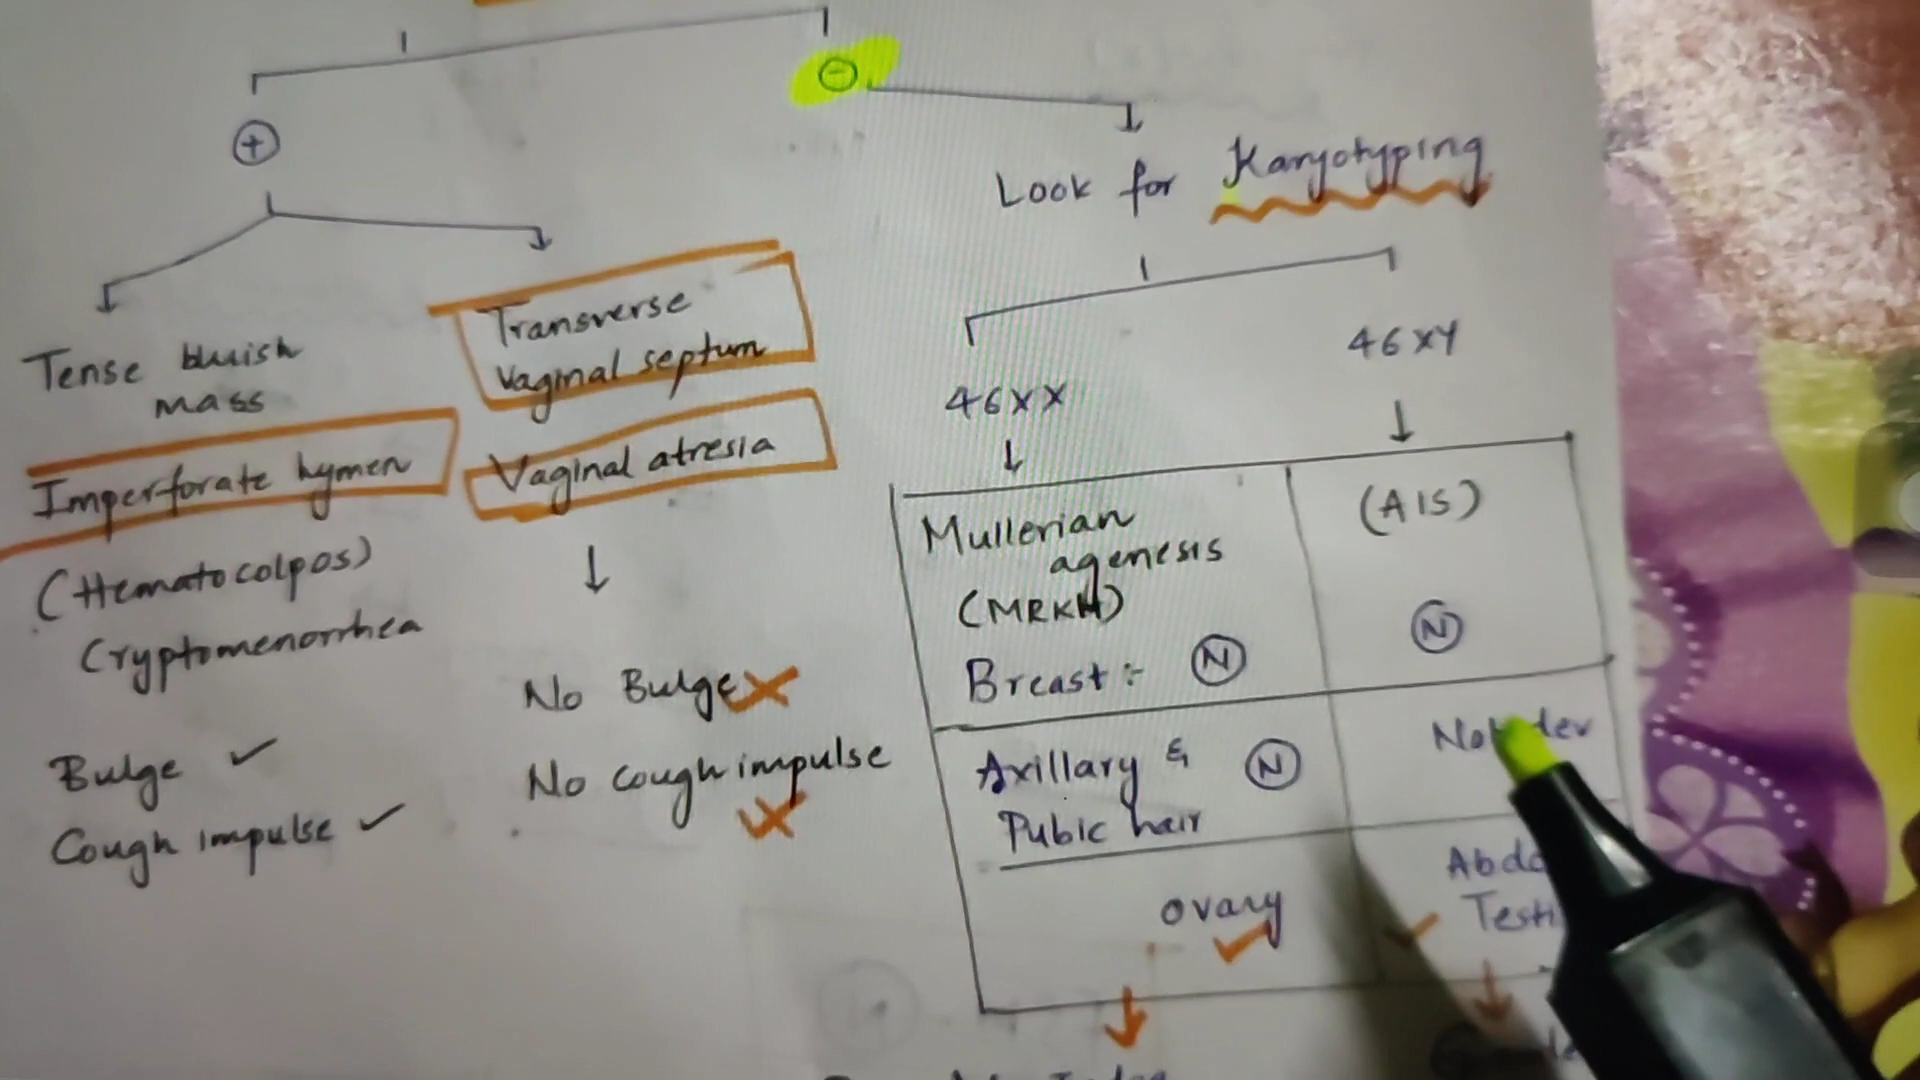 +
−
Look for Karyotyping
Tense bluish
mass
Imperforate hymen
(Hematocolpos)
Cryptomenorrhea
Bulge ✓
Cough impulse ✓
Transverse
Vaginal septum
Vaginal atresia
↓
No Bulge ✗
No cough impulse
✗
46XX
46XY
Mullerian
agenesis
(MRKH)
Breast :- N
(AIS)
N
Axillary & N
Pubic hair
No
Ovary ✓